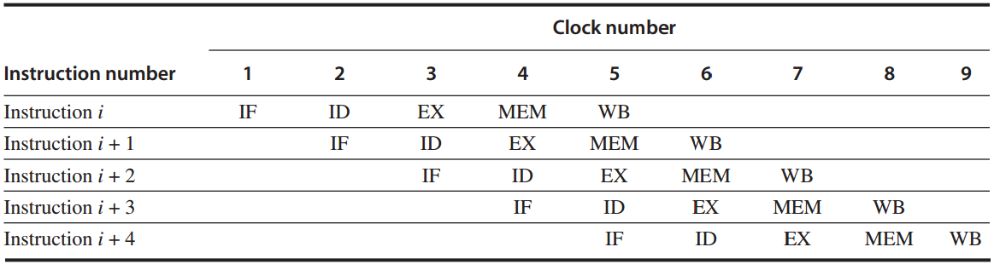 Clock number
Instruction number 1 2 3 4 5 6 7 8 9
Instruction i IF ID EX MEM WB
Instruction i + 1 IF ID EX MEM WB
Instruction i + 2 IF ID EX MEM WB
Instruction i + 3 IF ID EX MEM WB
Instruction i + 4 IF ID EX MEM WB